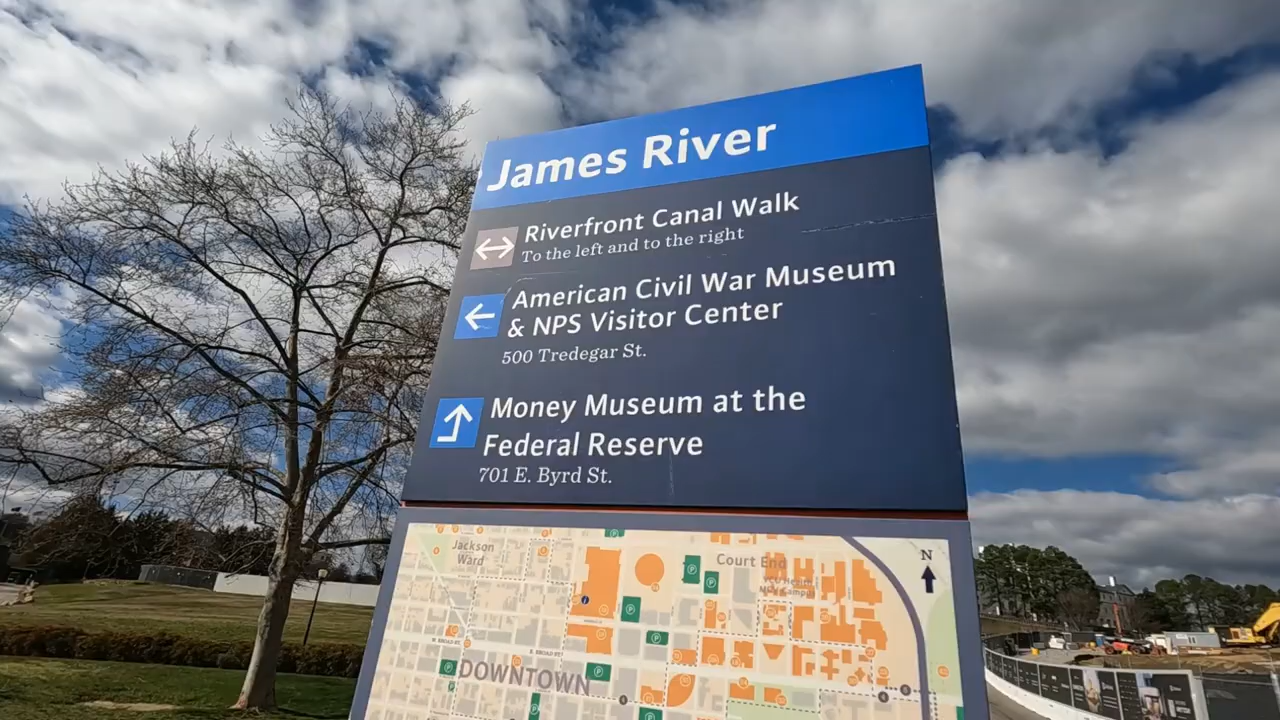 James River
Riverfront Canal Walk
To the left and to the right
American Civil War Museum
& NPS Visitor Center
500 Tredegar St.
Money Museum at the
Federal Reserve
701 E. Byrd St.
Jackson
Ward
Court End
N
DOWNTOWN